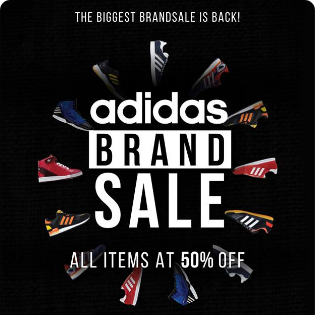 THE BIGGEST BRANDSALE IS BACK!
adidas
BRAND
SALE
ALL ITEMS AT 50% OFF